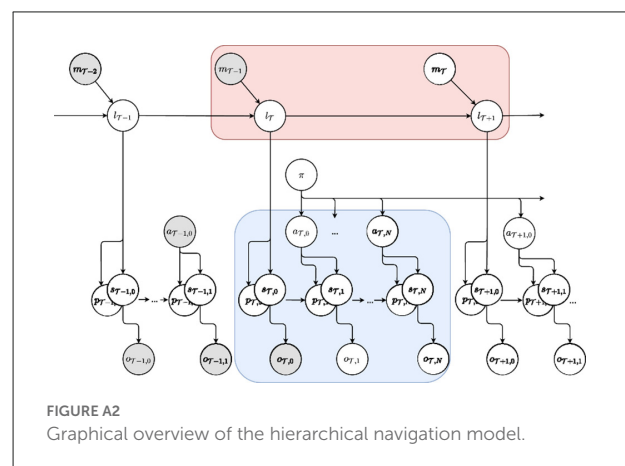 m_{𝒯−2} m_{𝒯−1} m_𝒯
l_{𝒯−1} l_𝒯 l_{𝒯+1}
π
a_{𝒯−1,0} a_{𝒯,0} ... a_{𝒯,N} a_{𝒯+1,0}
s_{𝒯−1,0} s_{𝒯−1,1} s_{𝒯,0} s_{𝒯,1} s_{𝒯,N} s_{𝒯+1,0} s_{𝒯+1,1}
... ... ...
o_{𝒯−1,0} o_{𝒯−1,1} o_{𝒯,0} o_{𝒯,1} o_{𝒯,N} o_{𝒯+1,0} o_{𝒯+1,1}
FIGURE A2
Graphical overview of the hierarchical navigation model.